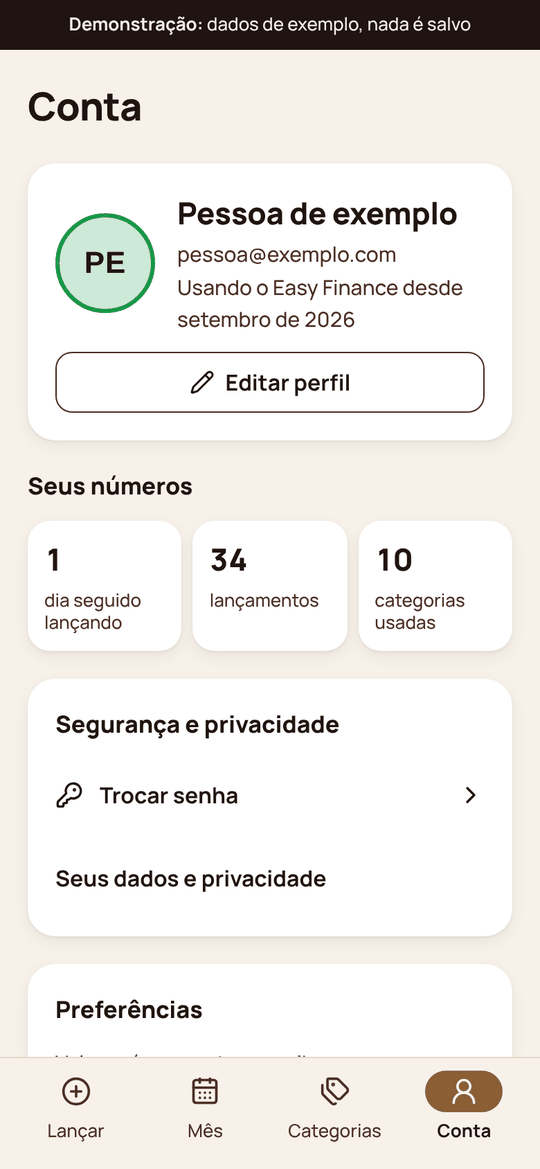 Demonstração: dados de exemplo, nada é salvo
Conta
PE
Pessoa de exemplo
pessoa@exemplo.com
Usando o Easy Finance desde
setembro de 2026
Editar perfil
Seus números
1
dia seguido
lançando
34
lançamentos
10
categorias
usadas
Segurança e privacidade
Trocar senha
Seus dados e privacidade
Preferências
Lançar
Mês
Categorias
Conta